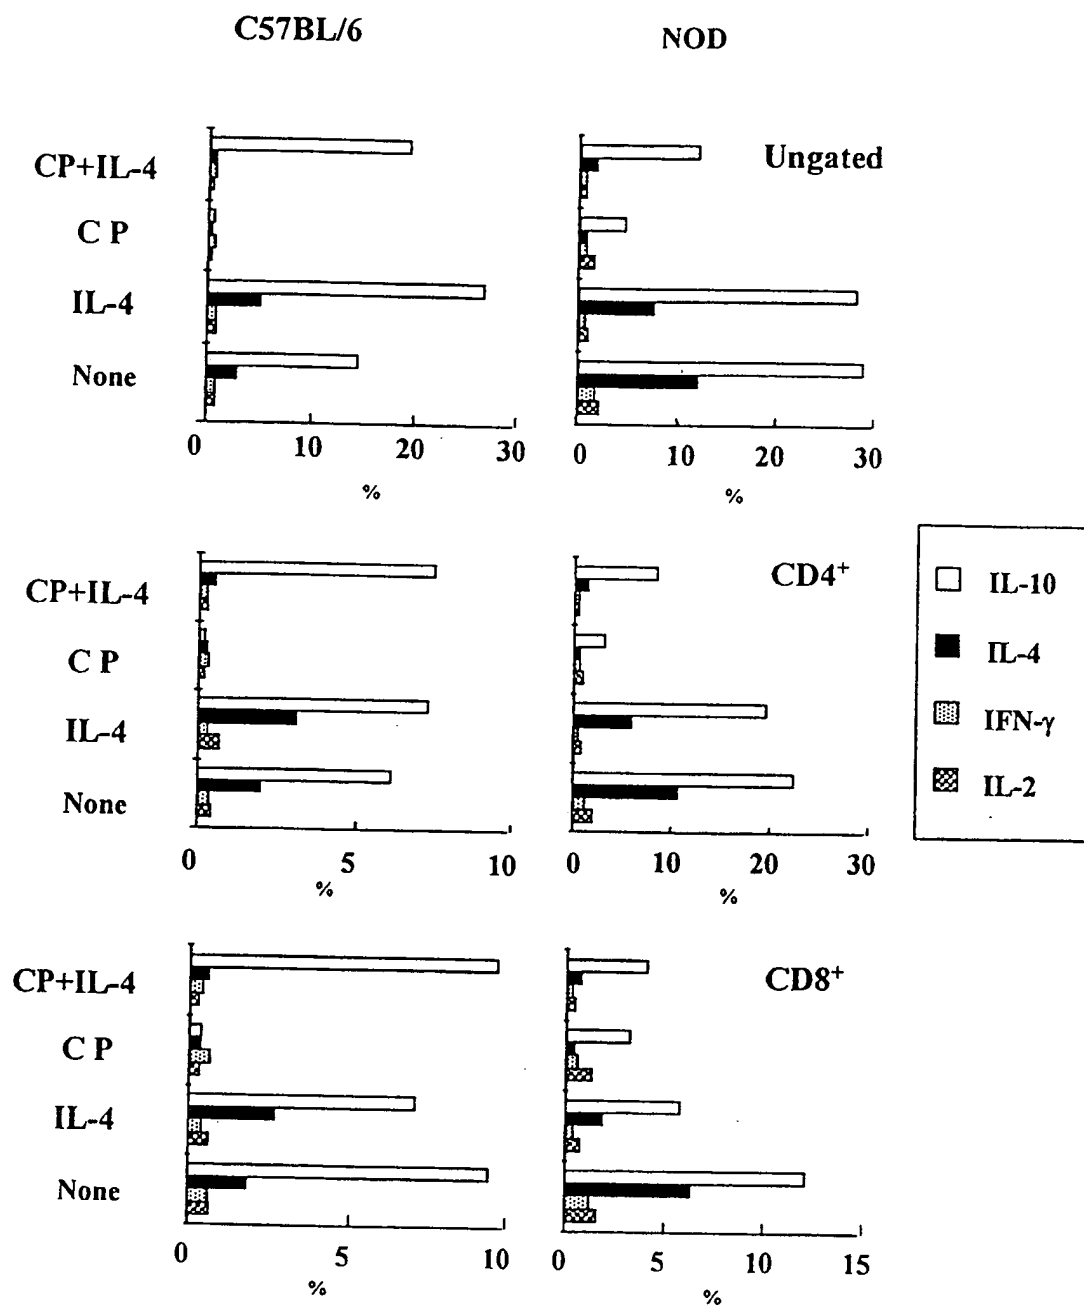 C57BL/6 NOD
CP+IL-4 Ungated
C P
IL-4
None
0 10 20 30 0 10 20 30
% %
CP+IL-4 CD4⁺
C P
IL-4
None
0 5 10 0 10 20 30
% %
IL-10
IL-4
IFN-γ
IL-2
CP+IL-4 CD8⁺
C P
IL-4
None
0 5 10 0 5 10 15
% %